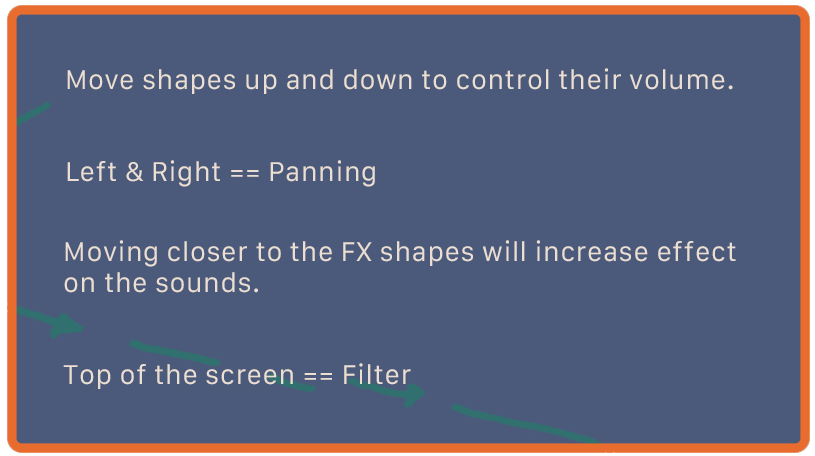 Move shapes up and down to control their volume.
Left & Right == Panning
Moving closer to the FX shapes will increase effect
on the sounds.
Top of the screen == Filter